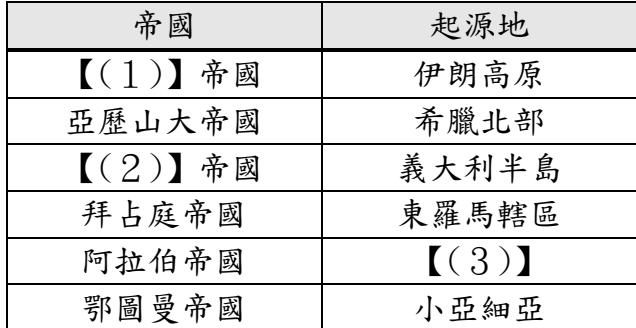 帝國 起源地
【(１)】帝國 伊朗高原
亞歷山大帝國 希臘北部
【(２)】帝國 義大利半島
拜占庭帝國 東羅馬轄區
阿拉伯帝國 【(３)】
鄂圖曼帝國 小亞細亞